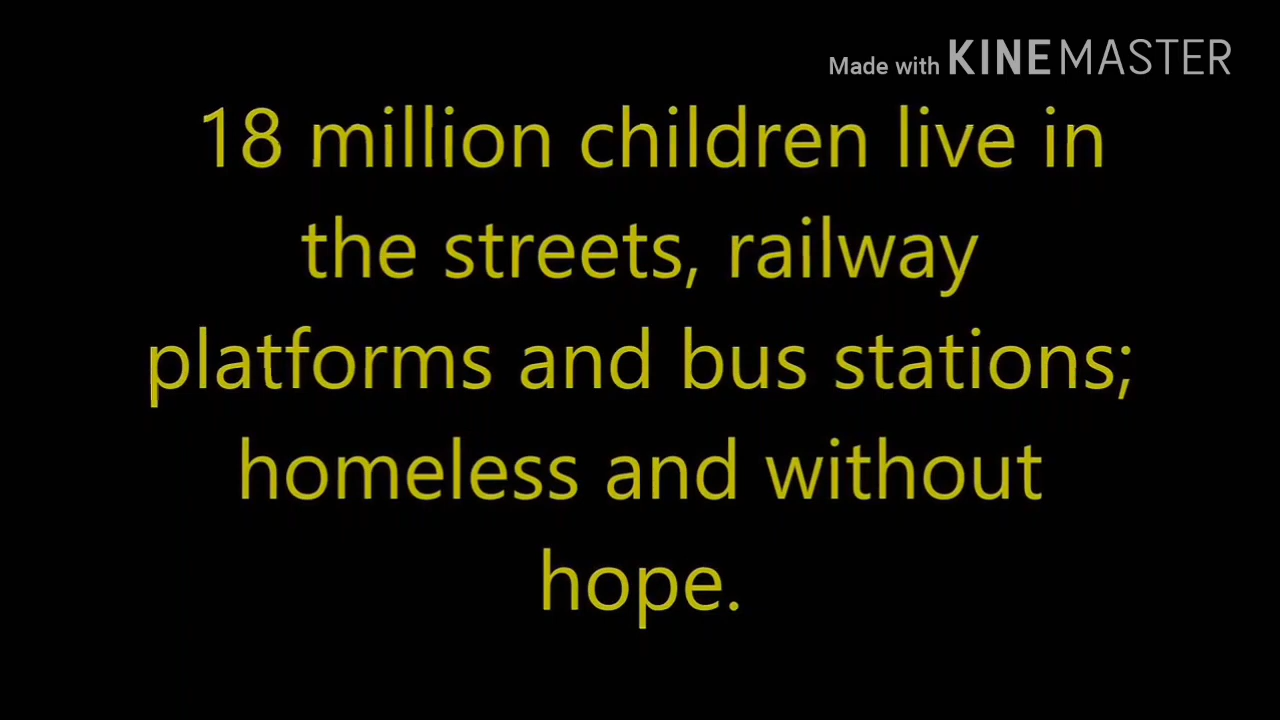 Made with KINEMASTER
18 million children live in
the streets, railway
platforms and bus stations;
homeless and without
hope.